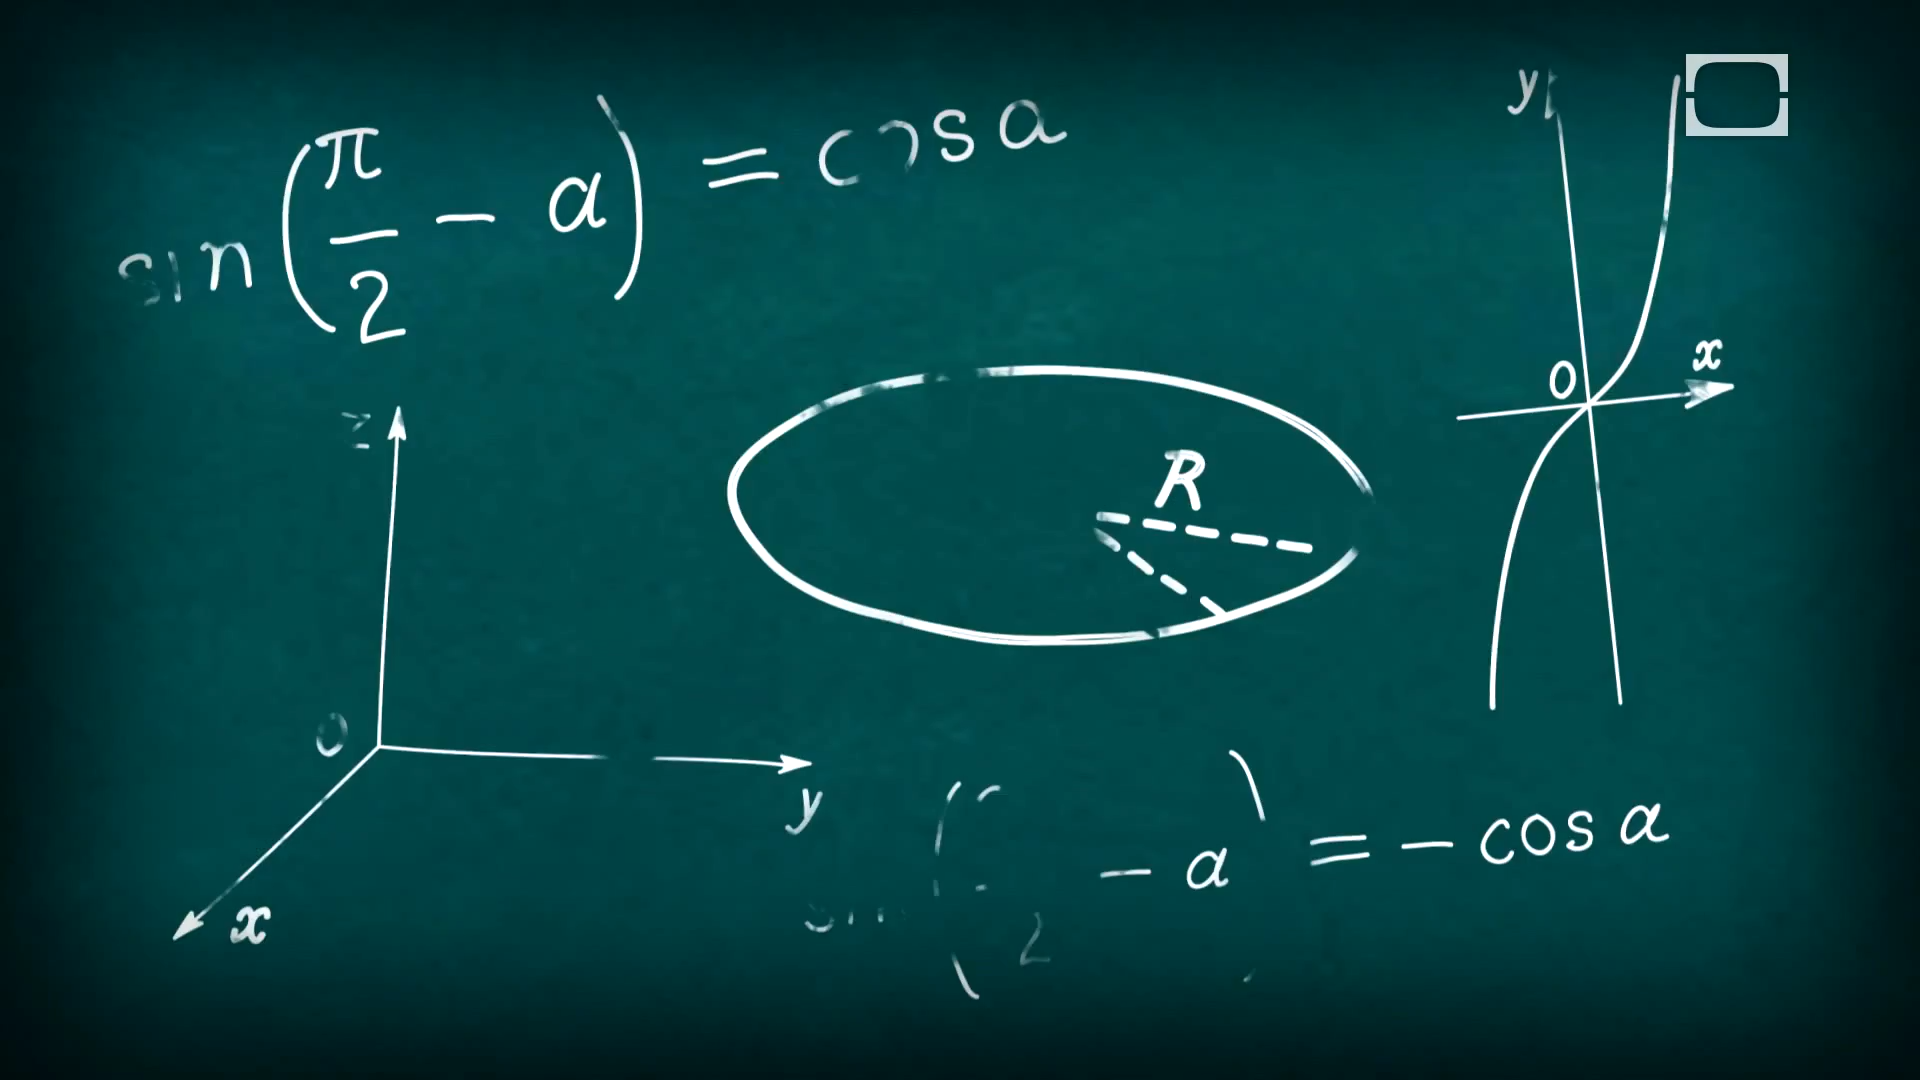 sin(π/2 - a) = cos a
y
x
0
R
z
0
y
x
- a) = - cos a